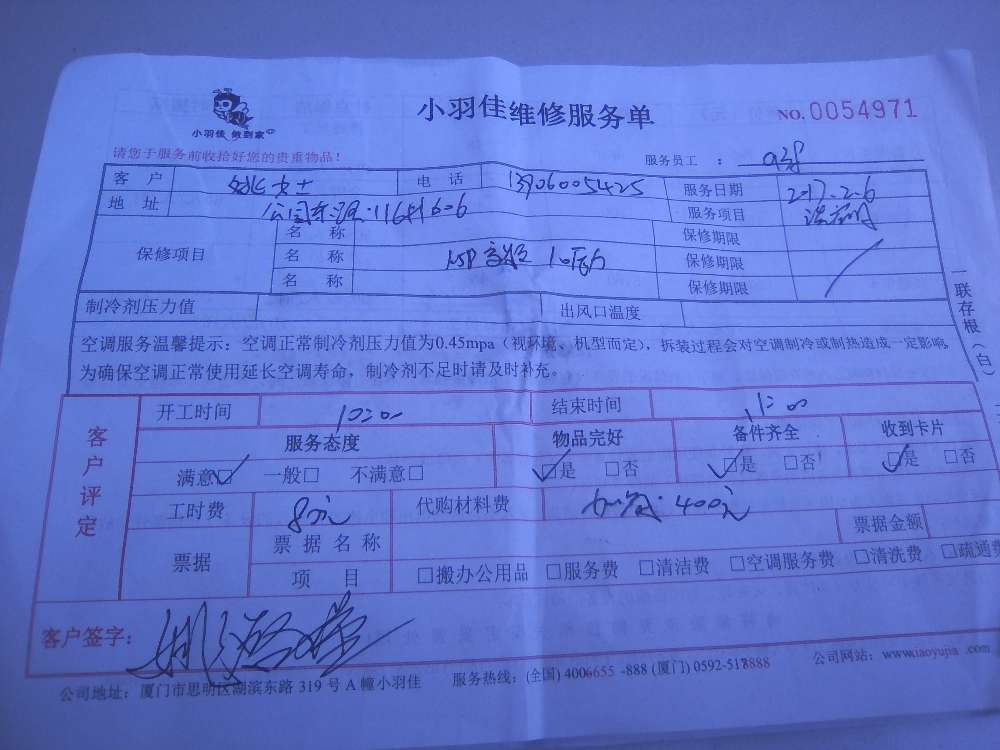 小羽佳 做到家
小羽佳维修服务单
NO.0054971
请您于服务前收拾好您的贵重物品！
服务员工 ：
客 户 姚女士 电 话 13906005425 服务日期 2017.2.6
地 址 服务项目
保修项目
名 称 保修期限
名 称 保修期限
名 称 保修期限
制冷剂压力值 出风口温度
空调服务温馨提示：空调正常制冷剂压力值为0.45mpa（视环境、机型而定），拆装过程会对空调制冷或制热造成一定影响，
为确保空调正常使用延长空调寿命，制冷剂不足时请及时补充。
一联存根（白）
客户评定
开工时间 10:00 结束时间
服务态度 物品完好 备件齐全 收到卡片
满意☑ 一般□ 不满意□ ☑是 □否 ☑是 □否 ☑是 □否
工时费 代购材料费 400元
票据 票 据 名 称 票据金额
项 目 □搬办公用品 □服务费 □清洁费 □空调服务费 □清洗费 □疏通费
客户签字：
公司地址：厦门市思明区湖滨东路 319 号 A 幢小羽佳 服务热线：(全国) 4006655 -888 (厦门) 0592-518888 公司网站：www.iaoyujia .com